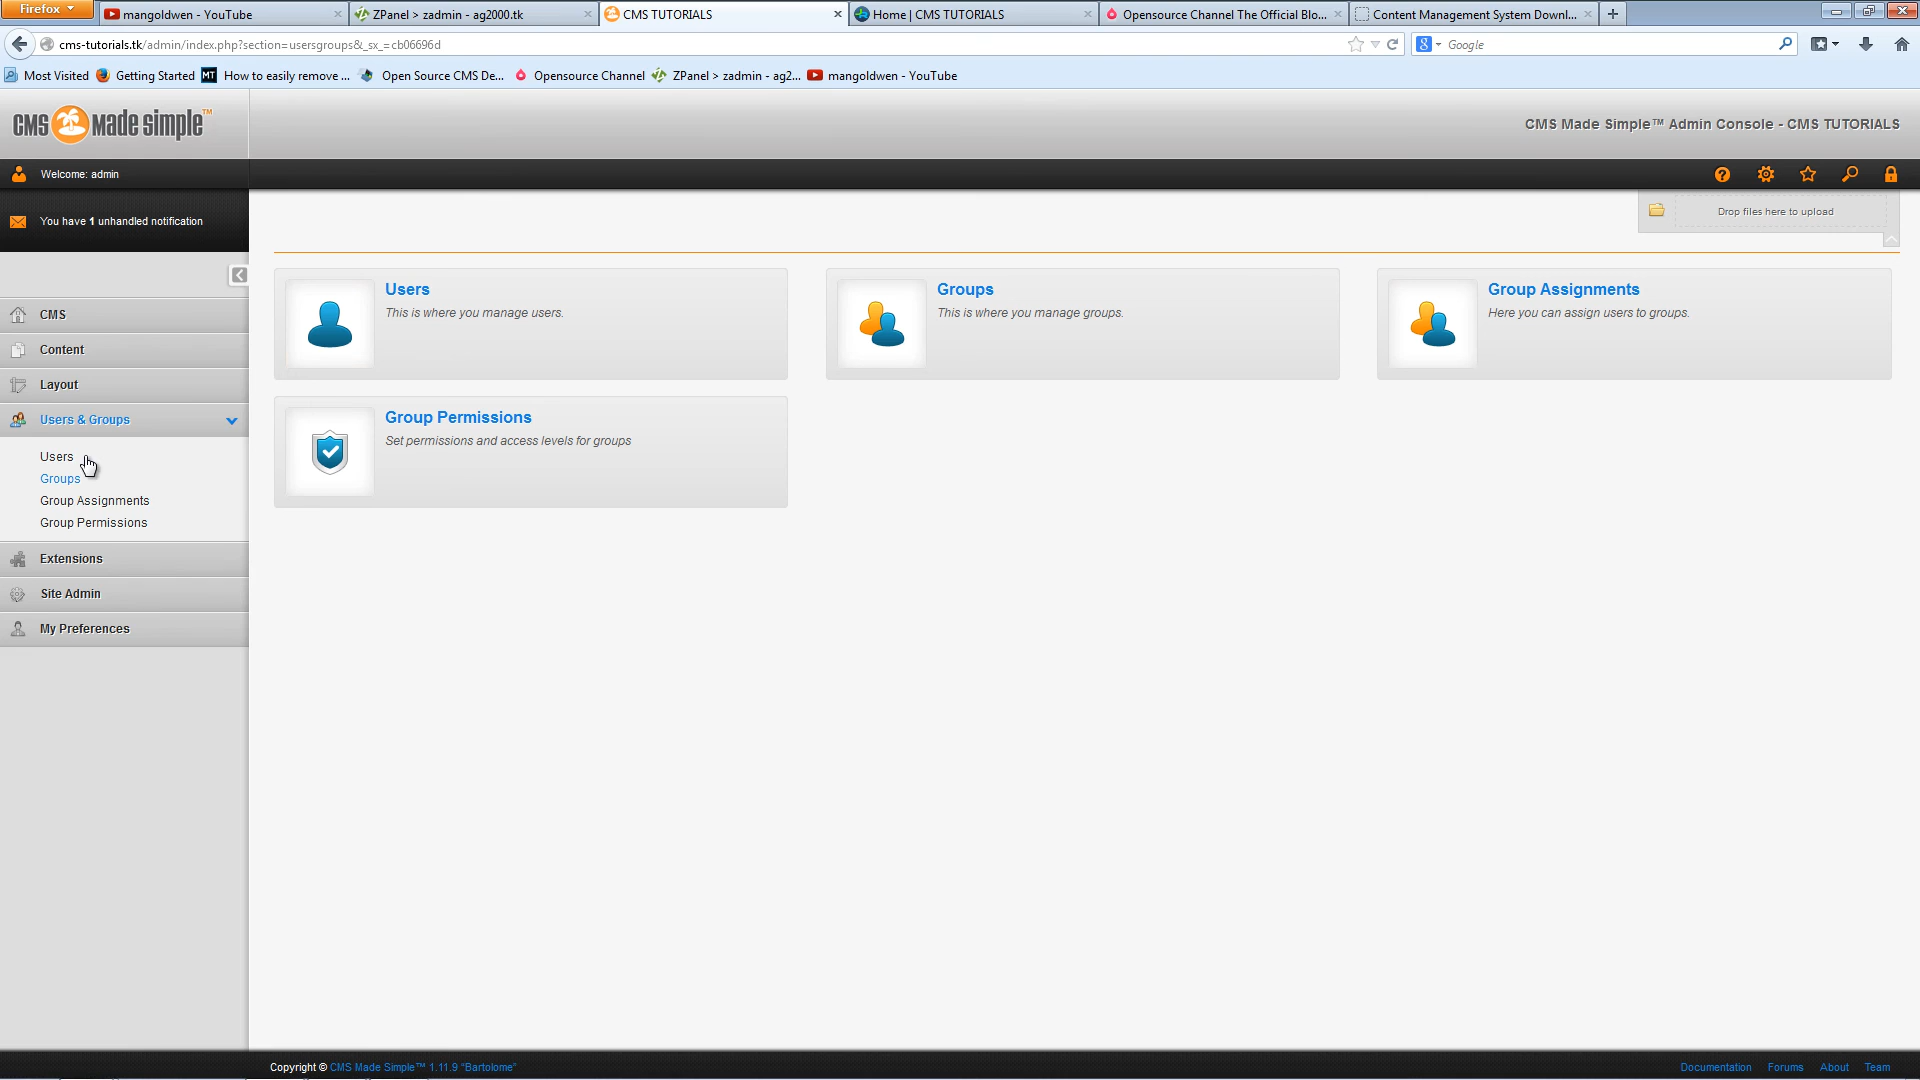 Firefox
mangoldwen - YouTube
ZPanel > zadmin - ag2000.tk
CMS TUTORIALS
Home | CMS TUTORIALS
Opensource Channel The Official Blo...
Content Management System Downl...
cms-tutorials.tk/admin/index.php?section=usersgroups&_sx_=cb06696d
Google
Most Visited
Getting Started
MT How to easily remove ...
Open Source CMS De...
Opensource Channel
ZPanel > zadmin - ag2...
mangoldwen - YouTube
CMS Made Simple™
CMS Made Simple™ Admin Console - CMS TUTORIALS
Welcome: admin
You have 1 unhandled notification
Drop files here to upload
CMS
Content
Layout
Users & Groups
Users
Groups
Group Assignments
Group Permissions
Extensions
Site Admin
My Preferences
Users
This is where you manage users.
Groups
This is where you manage groups.
Group Assignments
Here you can assign users to groups.
Group Permissions
Set permissions and access levels for groups
Copyright © CMS Made Simple™ 1.11.9 "Bartolome"
Documentation Forums About Team